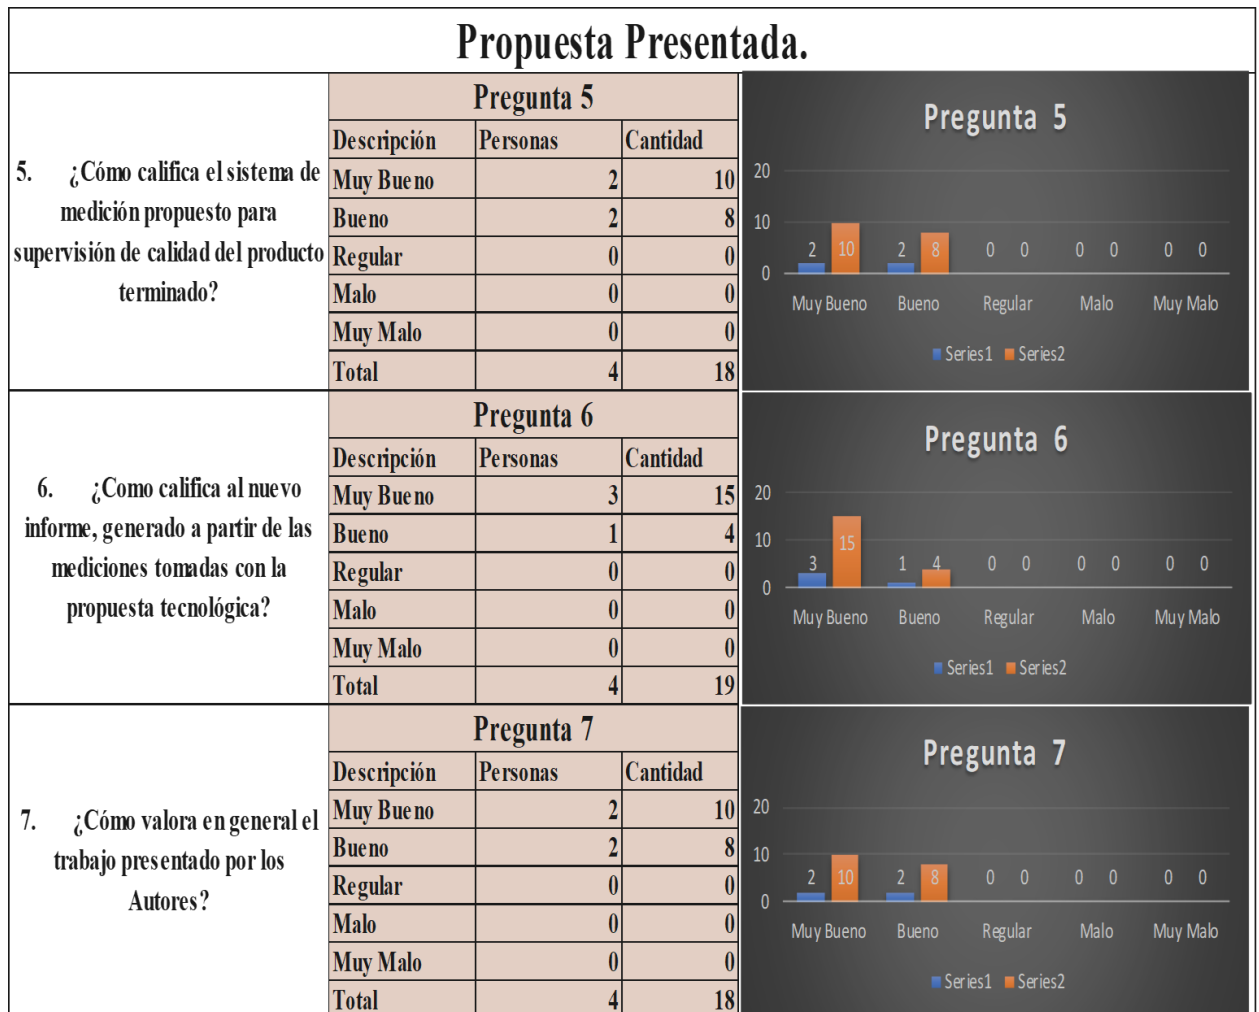 Propuesta Presentada.
5. ¿Cómo califica el sistema de
medición propuesto para
supervisión de calidad del producto
terminado?
Pregunta 5
Descripción Personas Cantidad
Muy Bueno 2 10
Bueno 2 8
Regular 0 0
Malo 0 0
Muy Malo 0 0
Total 4 18
Pregunta 5
20
10
0
2 10 2 8 0 0 0 0 0 0
Muy Bueno Bueno Regular Malo Muy Malo
Series1 Series2
6. ¿Como califica al nuevo
informe, generado a partir de las
mediciones tomadas con la
propuesta tecnológica?
Pregunta 6
Descripción Personas Cantidad
Muy Bueno 3 15
Bueno 1 4
Regular 0 0
Malo 0 0
Muy Malo 0 0
Total 4 19
Pregunta 6
20
10
0
3 15 1 4 0 0 0 0 0 0
Muy Bueno Bueno Regular Malo Muy Malo
Series1 Series2
7. ¿Cómo valora en general el
trabajo presentado por los
Autores?
Pregunta 7
Descripción Personas Cantidad
Muy Bueno 2 10
Bueno 2 8
Regular 0 0
Malo 0 0
Muy Malo 0 0
Total 4 18
Pregunta 7
20
10
0
2 10 2 8 0 0 0 0 0 0
Muy Bueno Bueno Regular Malo Muy Malo
Series1 Series2